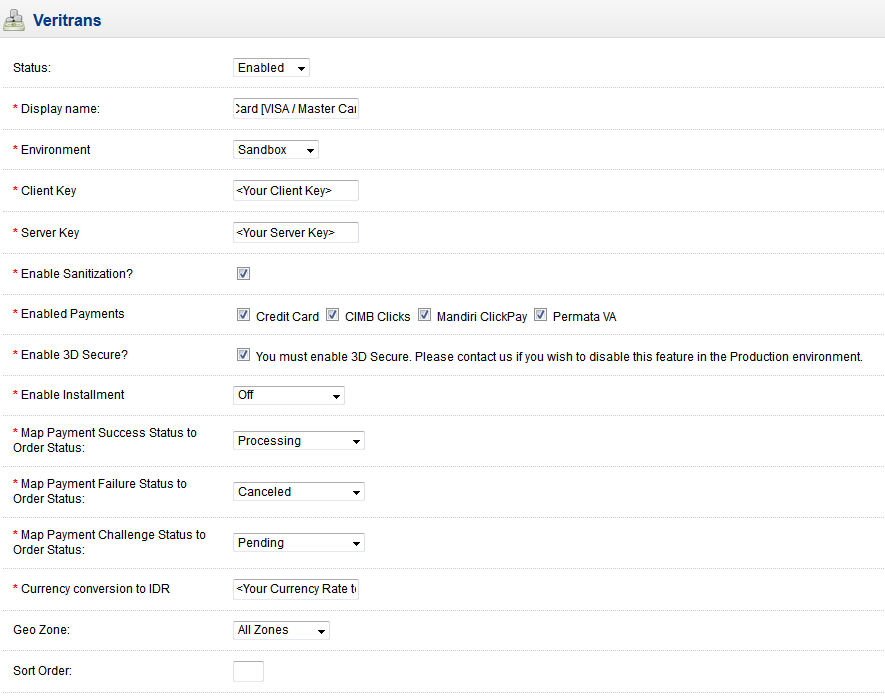 Veritrans
Status: Enabled
* Display name: Card [VISA / Master Car
* Environment Sandbox
* Client Key <Your Client Key>
* Server Key <Your Server Key>
* Enable Sanitization?
* Enabled Payments Credit Card CIMB Clicks Mandiri ClickPay Permata VA
* Enable 3D Secure? You must enable 3D Secure. Please contact us if you wish to disable this feature in the Production environment.
* Enable Installment Off
* Map Payment Success Status to
Order Status: Processing
* Map Payment Failure Status to
Order Status: Canceled
* Map Payment Challenge Status to
Order Status: Pending
* Currency conversion to IDR <Your Currency Rate to
Geo Zone: All Zones
Sort Order: